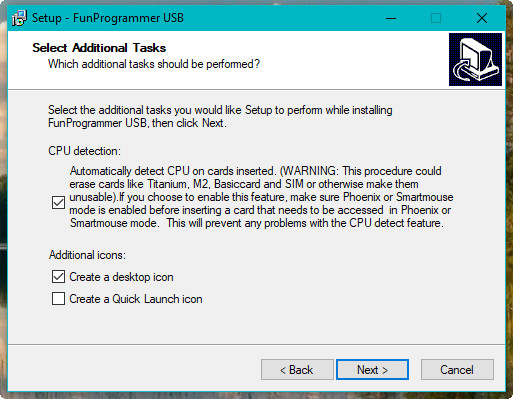 Setup - FunProgrammer USB
Select Additional Tasks
Which additional tasks should be performed?
Select the additional tasks you would like Setup to perform while installing
FunProgrammer USB, then click Next.
CPU detection:
Automatically detect CPU on cards inserted. (WARNING: This procedure could
erase cards like Titanium, M2, Basiccard and SIM or otherwise make them
unusable).If you choose to enable this feature, make sure Phoenix or Smartmouse
mode is enabled before inserting a card that needs to be accessed  in Phoenix or
Smartmouse mode.  This will prevent any problems with the CPU detect feature.
Additional icons:
Create a desktop icon
Create a Quick Launch icon
< Back
Next >
Cancel